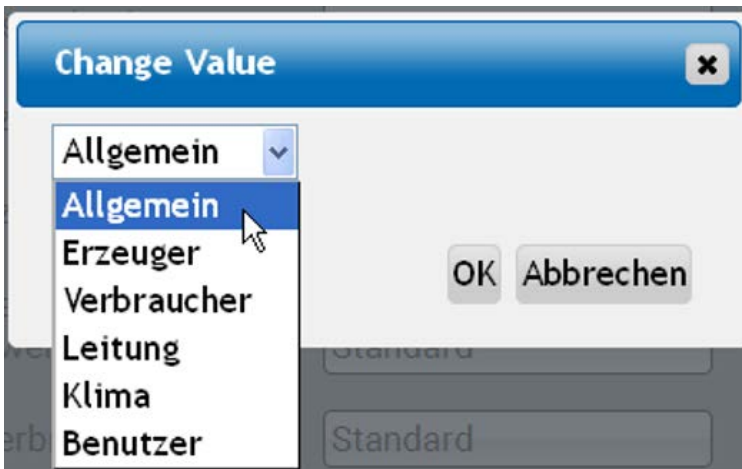 Change Value
Allgemein
Allgemein
Erzeuger
Verbraucher
Leitung
Klima
Benutzer
OK Abbrechen
Standard
Standard